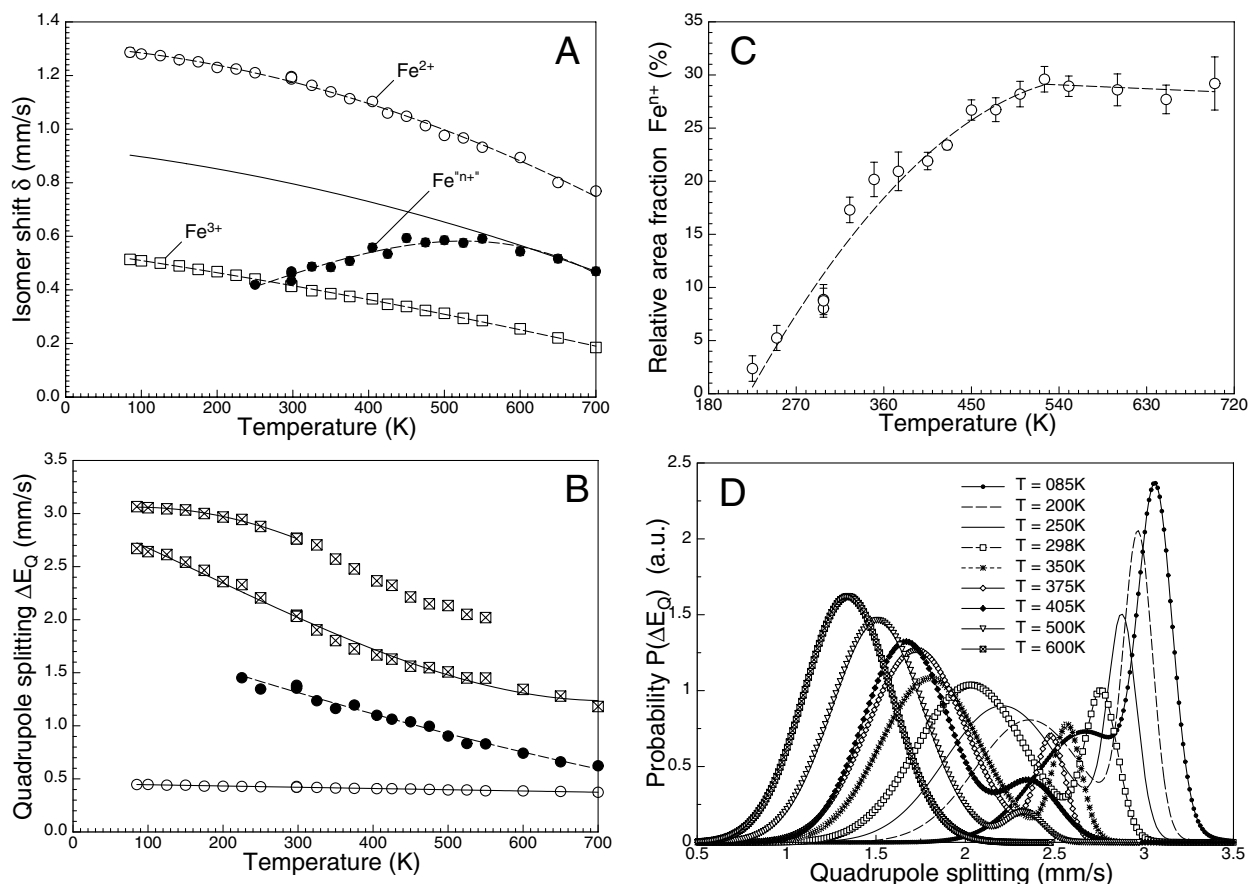 A
Isomer shift δ (mm/s)
1.4
1.2
1.0
0.8
0.6
0.4
0.2
0.0
Fe2+
Fe"n+"
Fe3+
0 100 200 300 400 500 600 700
Temperature (K)
C
Relative area fraction Fen+ (%)
35
30
25
20
15
10
5
0
180 270 360 450 540 630 720
Temperature (K)
B
Quadrupole splitting ΔEQ (mm/s)
3.5
3.0
2.5
2.0
1.5
1.0
0.5
0.0
0 100 200 300 400 500 600 700
Temperature (K)
D
Probability P(ΔEQ) (a.u.)
2.5
2
1.5
1
0.5
0
T = 085K
T = 200K
T = 250K
T = 298K
T = 350K
T = 375K
T = 405K
T = 500K
T = 600K
0.5 1 1.5 2 2.5 3 3.5
Quadrupole splitting (mm/s)